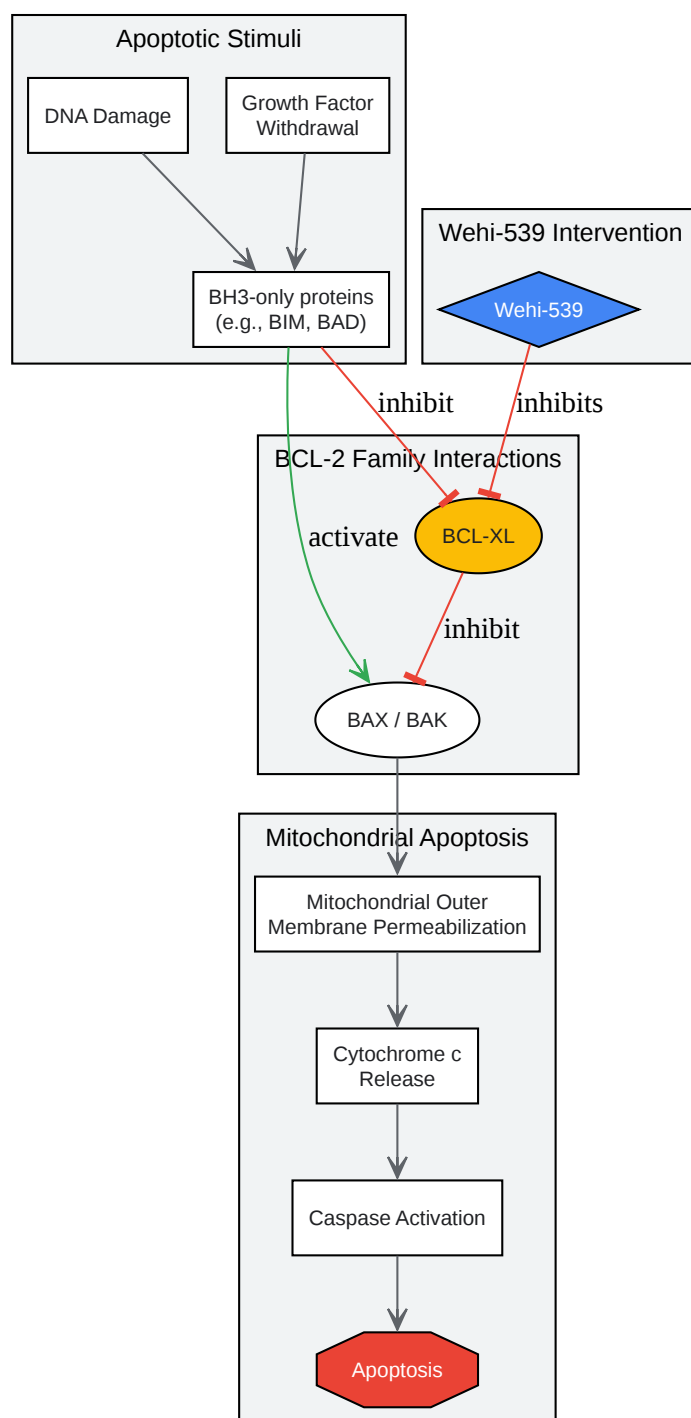 Apoptotic Stimuli
DNA Damage
Growth Factor
Withdrawal
BH3-only proteins
(e.g., BIM, BAD)
Wehi-539 Intervention
Wehi-539
inhibit
inhibits
BCL-2 Family Interactions
BCL-XL
activate
inhibit
BAX / BAK
Mitochondrial Apoptosis
Mitochondrial Outer
Membrane Permeabilization
Cytochrome c
Release
Caspase Activation
Apoptosis